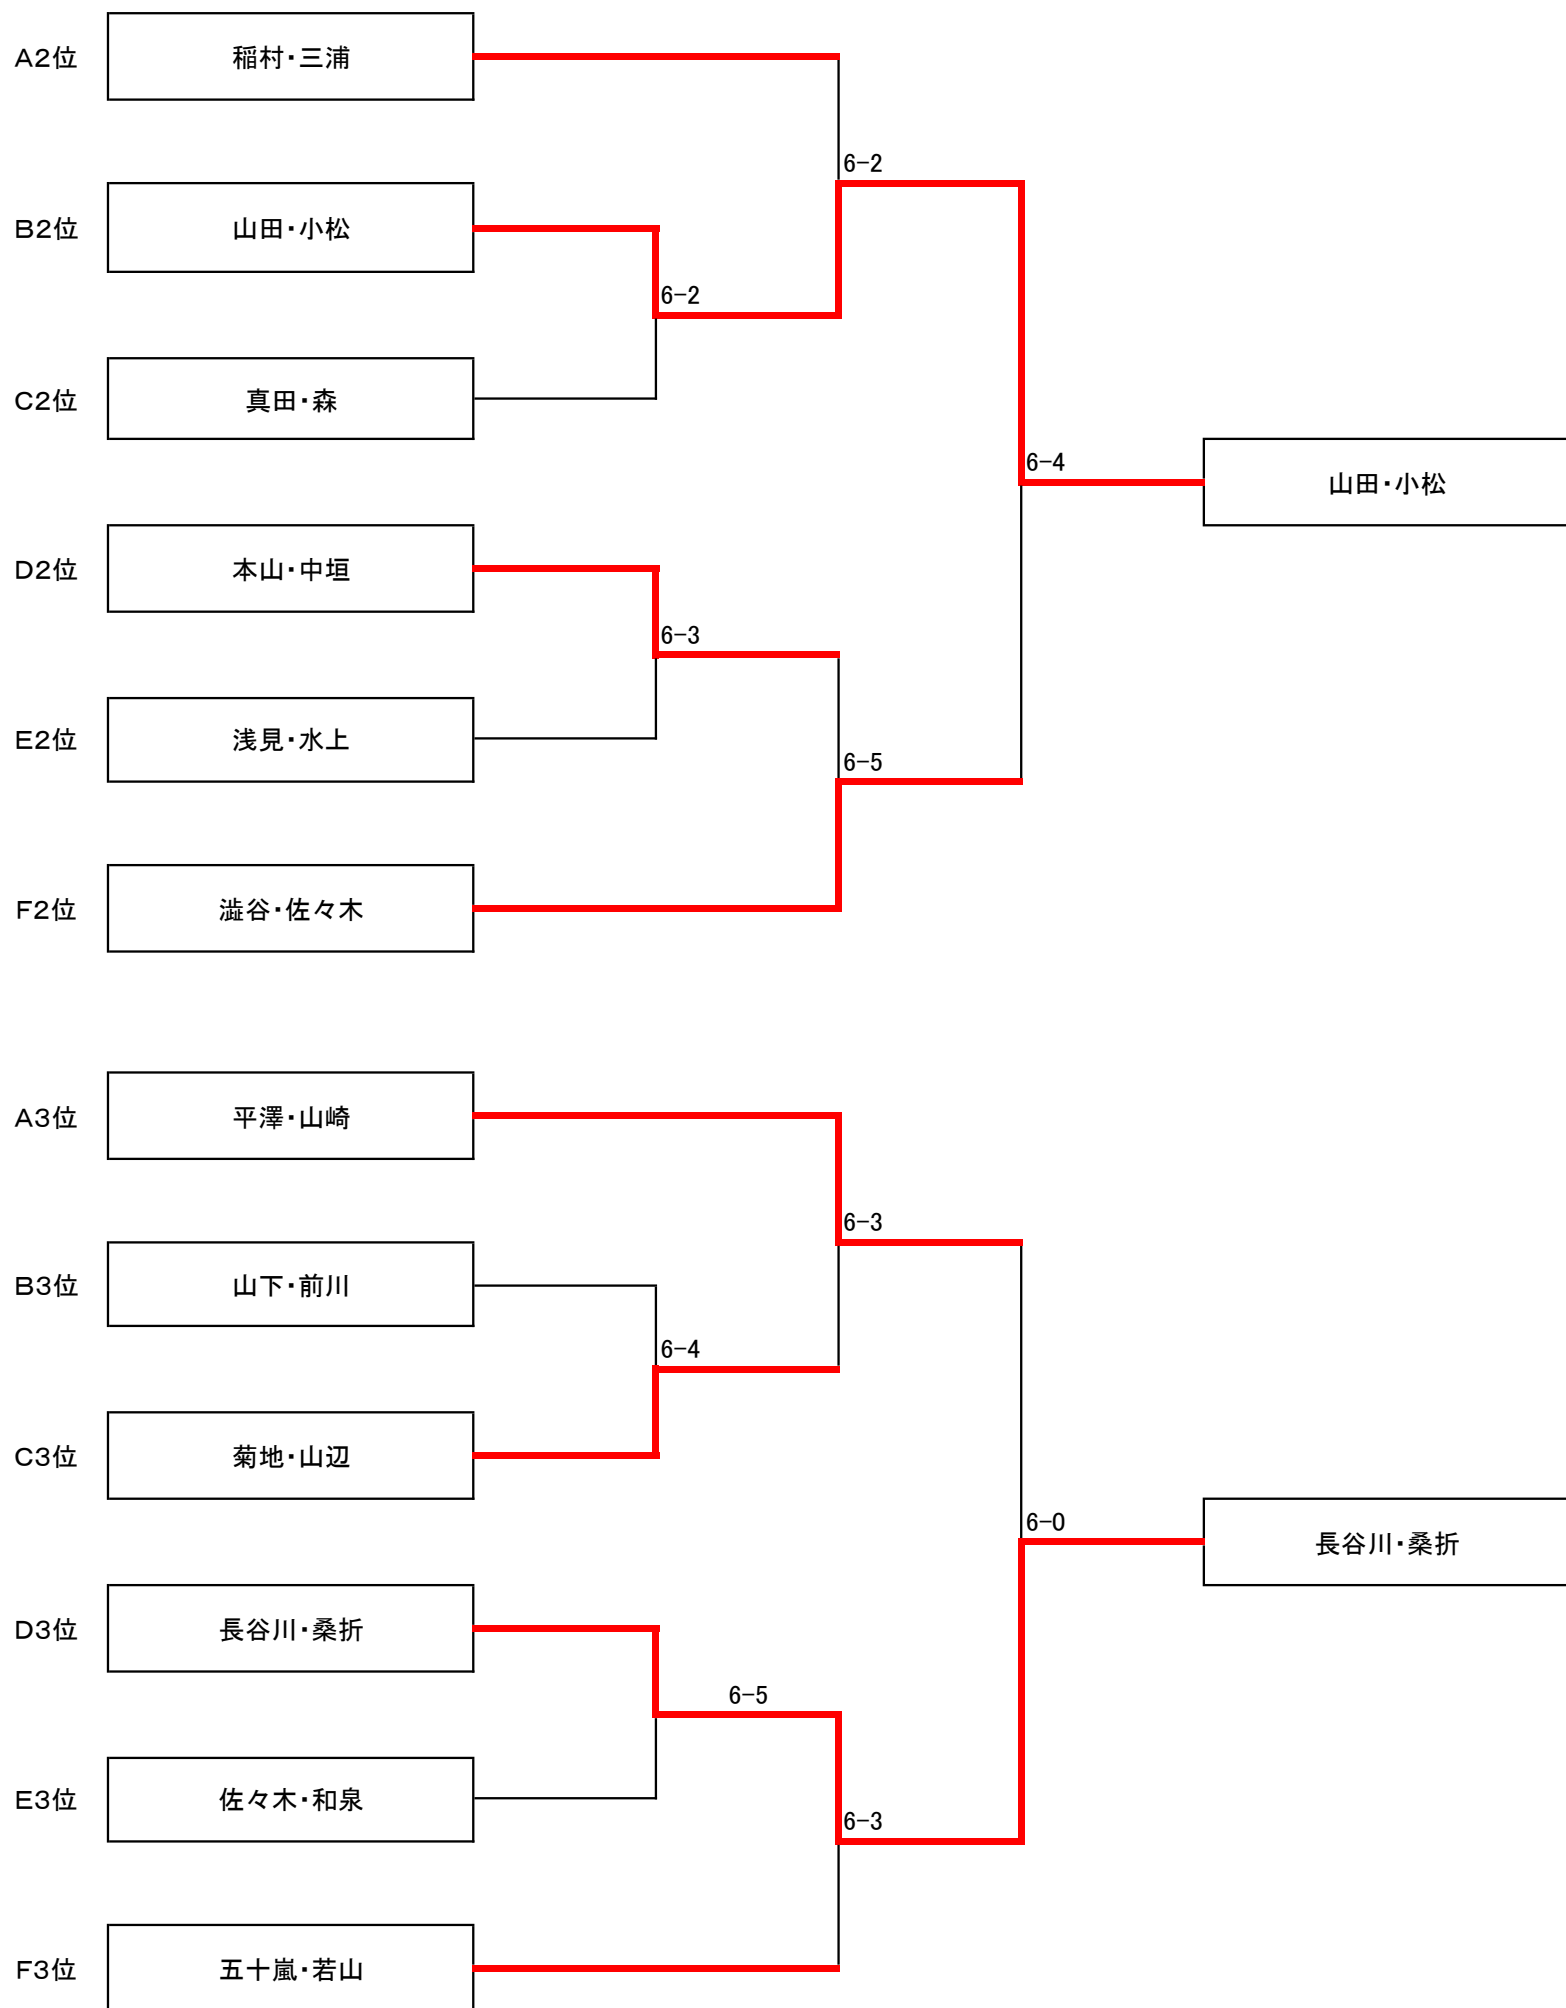 A2位 稲村・三浦
6-2
B2位 山田・小松
6-2
C2位 真田・森
6-4
山田・小松
D2位 本山・中垣
6-3
E2位 浅見・水上
6-5
F2位 澁谷・佐々木
A3位 平澤・山崎
6-3
B3位 山下・前川
6-4
C3位 菊地・山辺
6-0
長谷川・桑折
D3位 長谷川・桑折
6-5
E3位 佐々木・和泉
6-3
F3位 五十嵐・若山